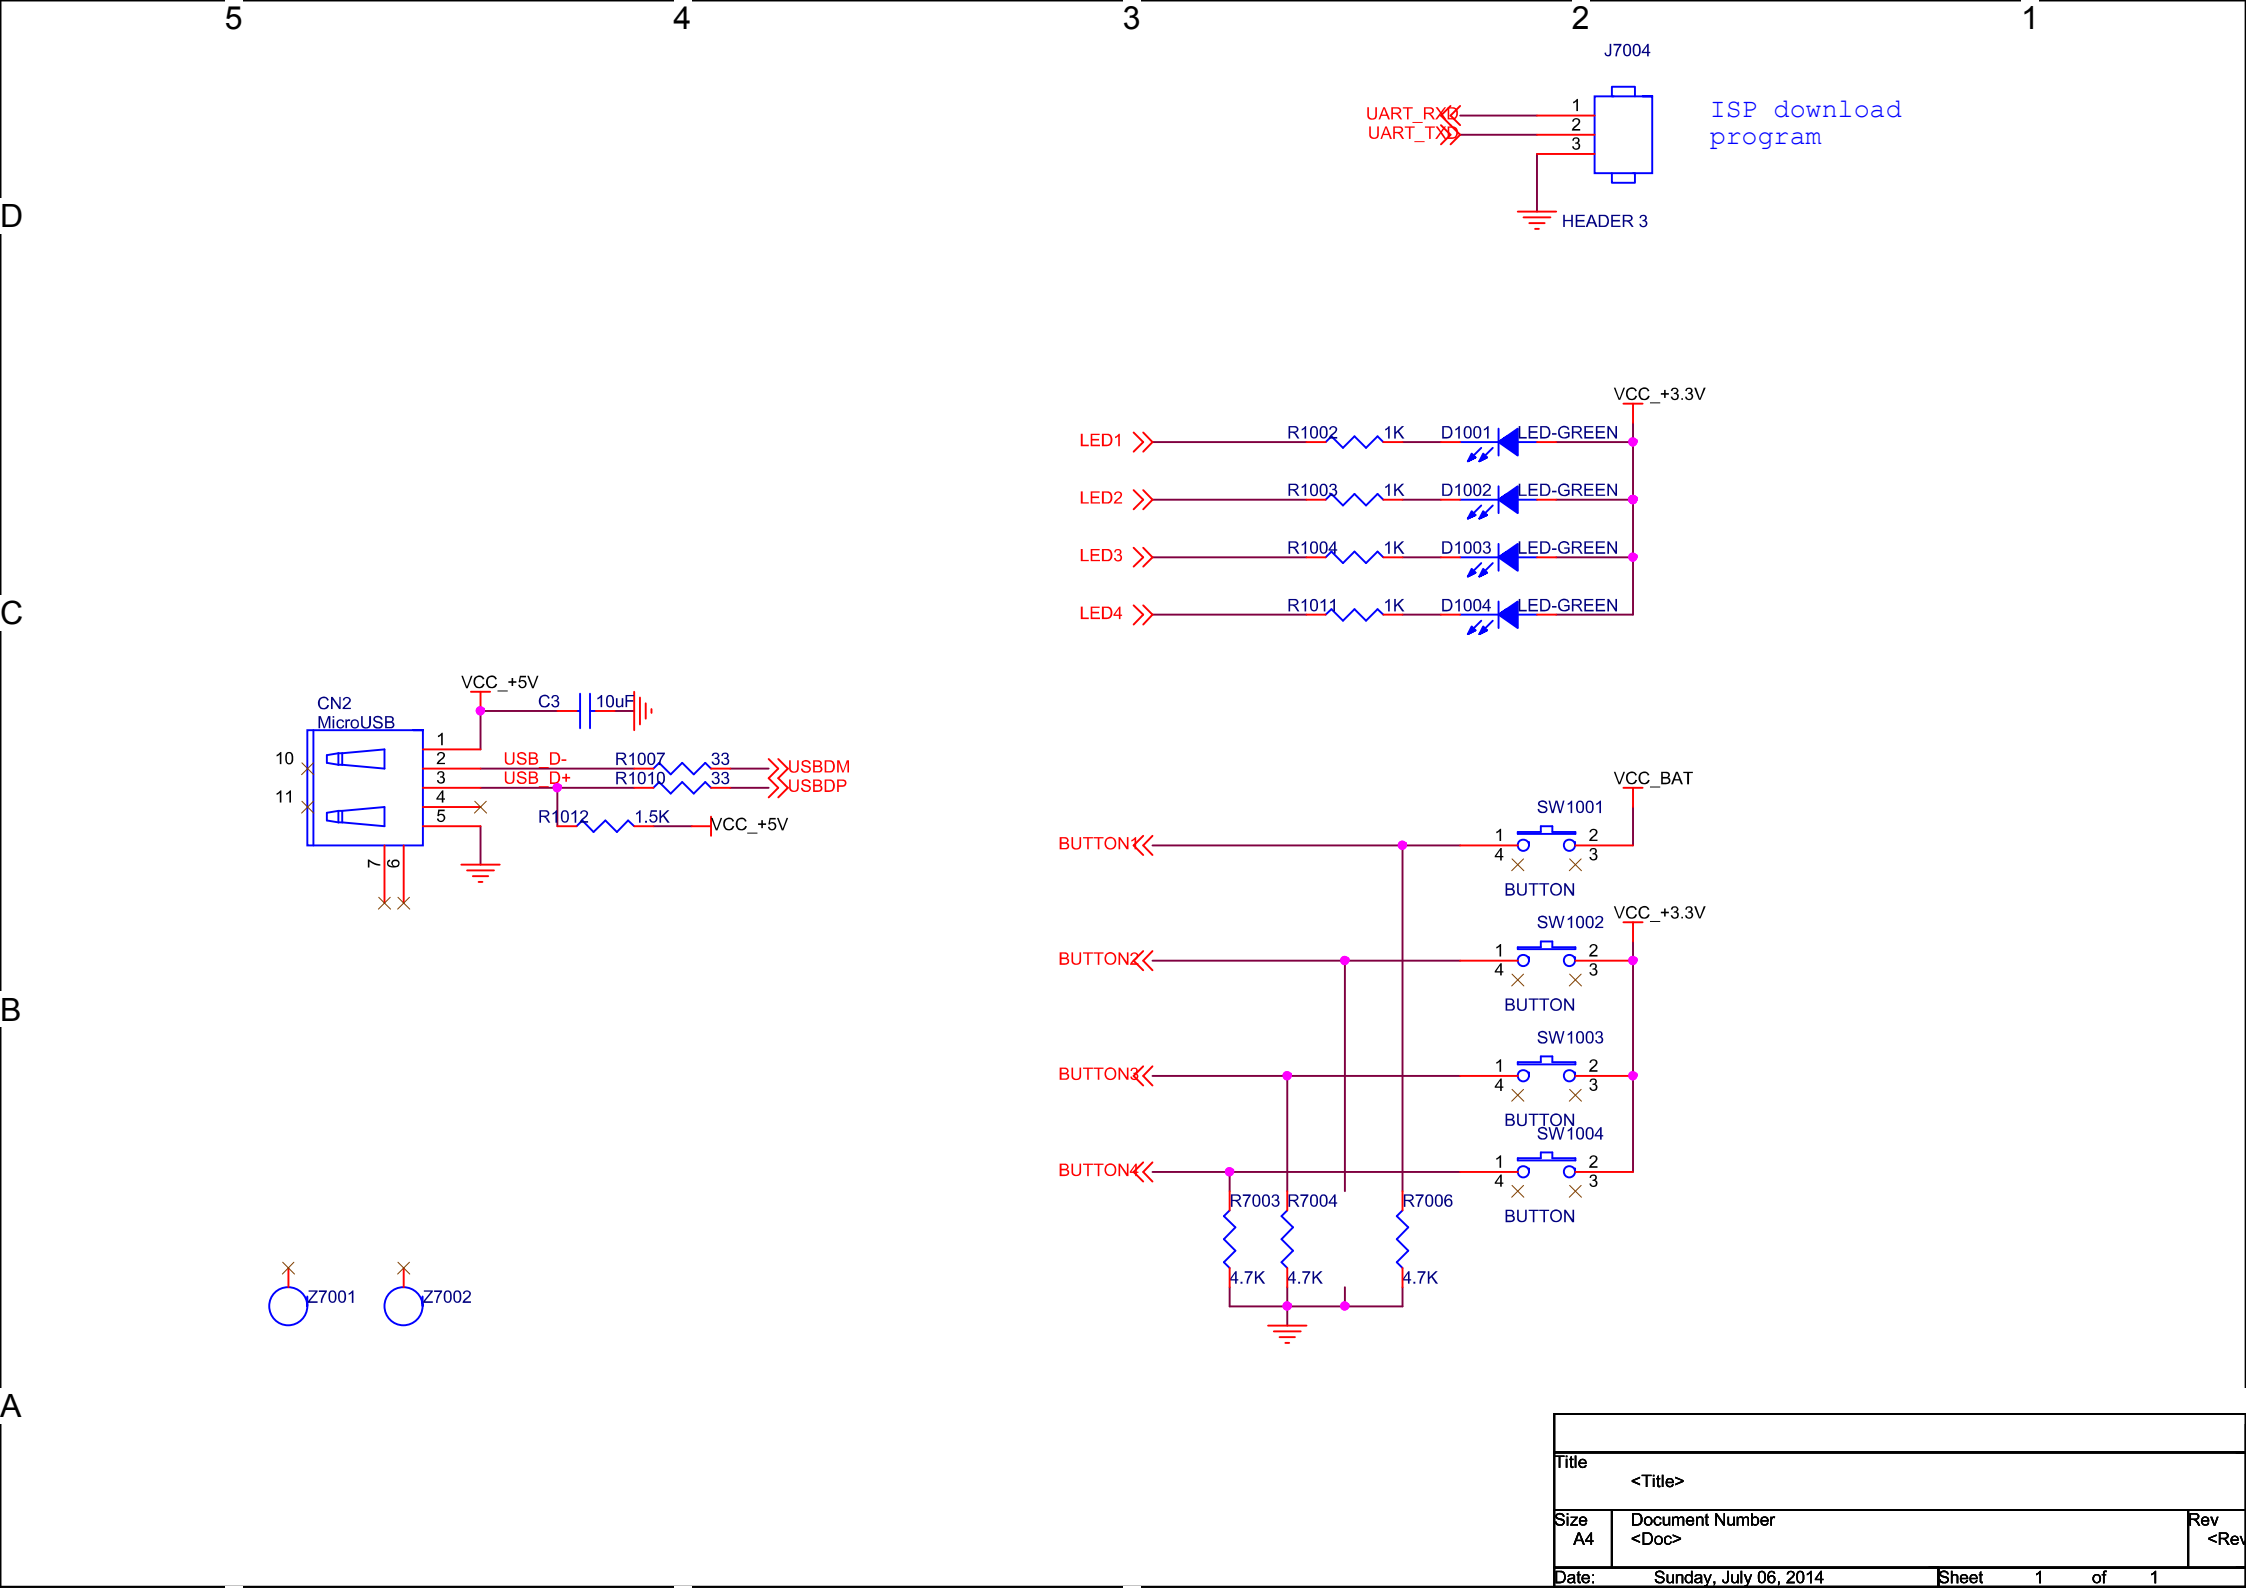 5 4 3 2 1
J7004
UART_RXD 1
UART_TXD 2
3
ISP download
program
D
HEADER 3
VCC_+3.3V
LED1 R1002 1K D1001 LED-GREEN
LED2 R1003 1K D1002 LED-GREEN
LED3 R1004 1K D1003 LED-GREEN
C
LED4 R1011 1K D1004 LED-GREEN
VCC_+5V
CN2 C3 10uF
MicroUSB
1
10 2 USB_D- R1007 33 USBDM
3 USB_D+ R1010 33 USBDP
11 4
5 R1012 1.5K VCC_+5V
7 6
VCC_BAT
SW1001
BUTTON1 1 2
4 3
BUTTON
VCC_+3.3V
SW1002
BUTTON2 1 2
4 3
BUTTON
B
SW1003
BUTTON3 1 2
4 3
BUTTON
SW1004
BUTTON4 1 2
4 3
R7003 R7004 R7006
BUTTON
4.7K 4.7K 4.7K
Z7001 Z7002
A
Title
<Title>
Size Document Number Rev
A4 <Doc> <Rev
Date: Sunday, July 06, 2014 Sheet 1 of 1